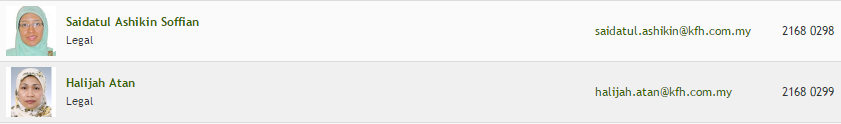 Saidatul Ashikin Soffian
Legal
saidatul.ashikin@kfh.com.my 2168 0298
Halijah Atan
Legal
halijah.atan@kfh.com.my 2168 0299